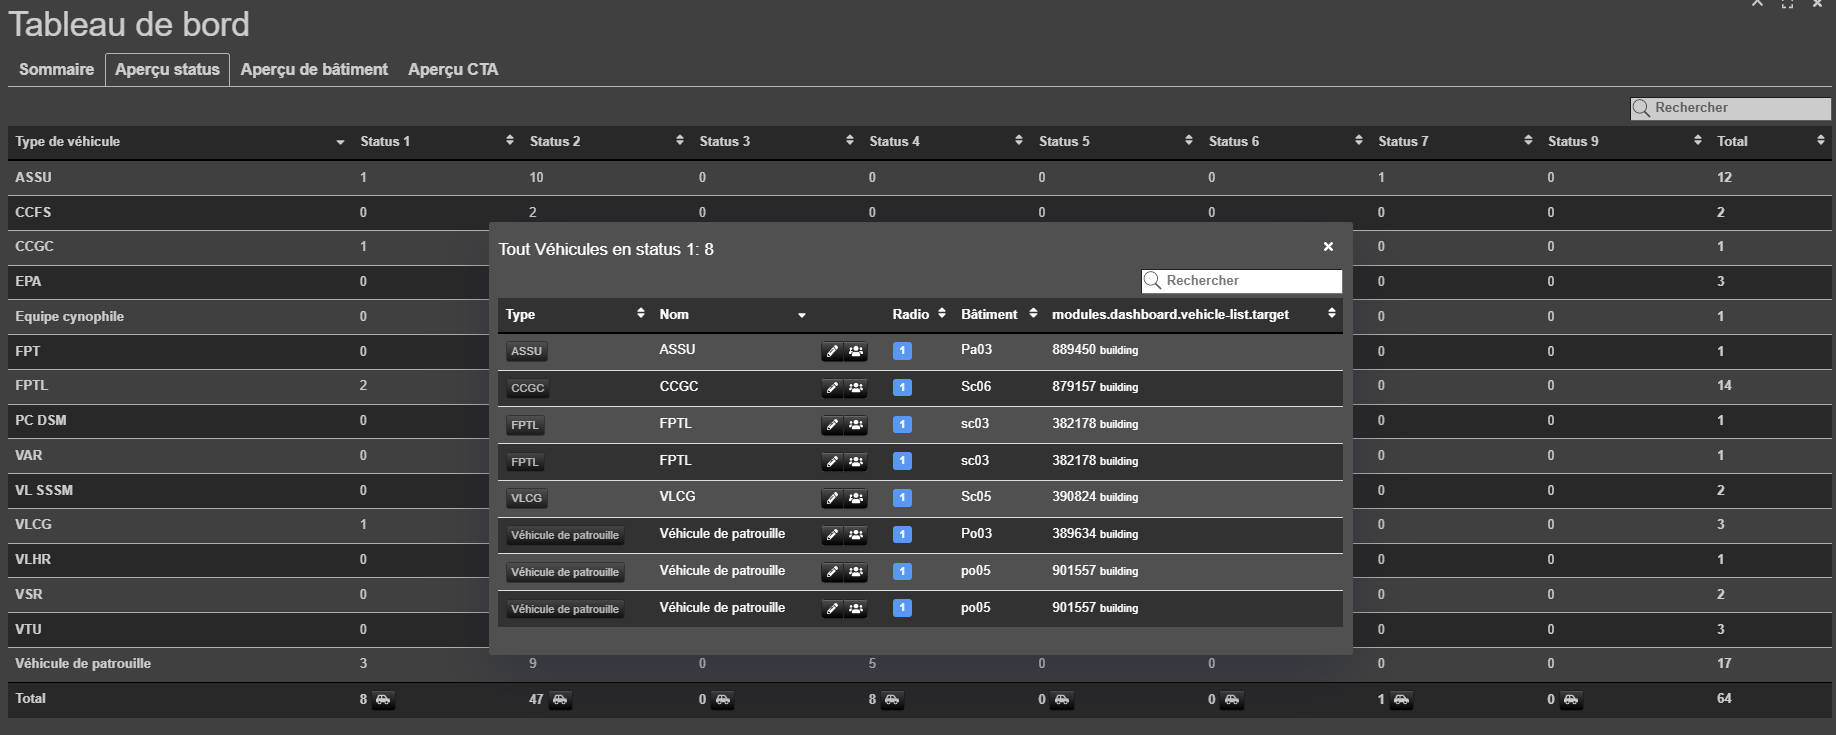 Tableau de bord
Sommaire Aperçu status Aperçu de bâtiment Aperçu CTA
Rechercher
Type de véhicule Status 1 Status 2 Status 3 Status 4 Status 5 Status 6 Status 7 Status 9 Total
ASSU 1 10 0 0 0 0 1 0 12
CCFS 0 2 0 0 0 0 0 0 2
CCGC 1 0 0 1
EPA 0 0 0 3
Equipe cynophile 0 0 0 1
FPT 0 0 0 1
FPTL 2 0 0 14
PC DSM 0 0 0 1
VAR 0 0 0 1
VL SSSM 0 0 0 2
VLCG 1 0 0 3
VLHR 0 0 0 1
VSR 0 0 0 2
VTU 0 0 0 3
Véhicule de patrouille 3 9 0 5 0 0 0 0 17
Total 8 47 0 8 0 0 1 0 64
Tout Véhicules en status 1: 8
Rechercher
Type Nom Radio Bâtiment modules.dashboard.vehicle-list.target
ASSU ASSU 1 Pa03 889450 building
CCGC CCGC 1 Sc06 879157 building
FPTL FPTL 1 sc03 382178 building
FPTL FPTL 1 sc03 382178 building
VLCG VLCG 1 Sc05 390824 building
Véhicule de patrouille Véhicule de patrouille 1 Po03 389634 building
Véhicule de patrouille Véhicule de patrouille 1 po05 901557 building
Véhicule de patrouille Véhicule de patrouille 1 po05 901557 building